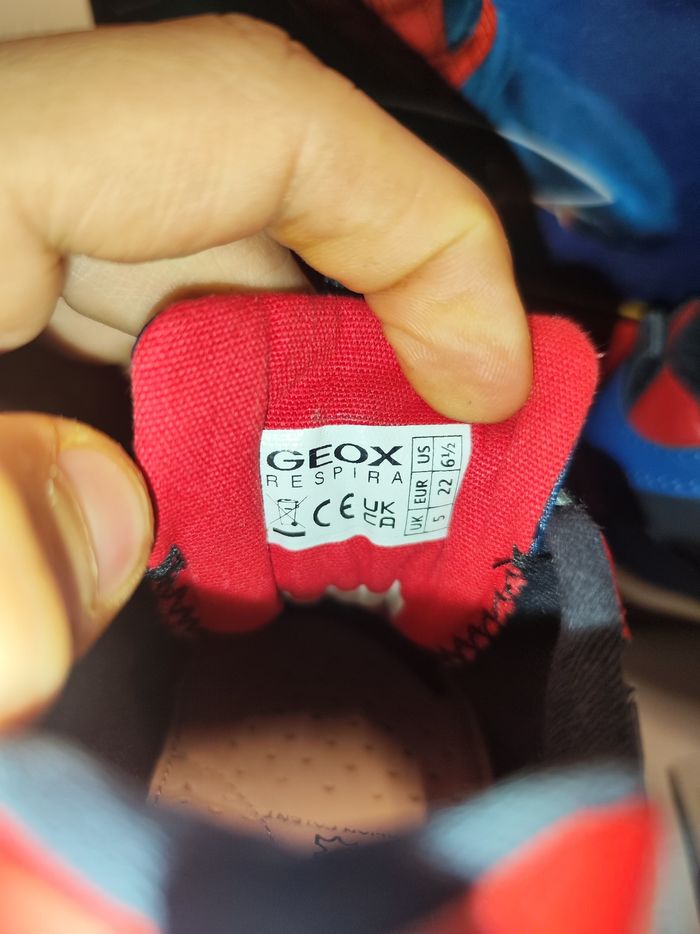 GEOX
RESPIRA
CE UK CA
US 6½
EUR 22
UK 5